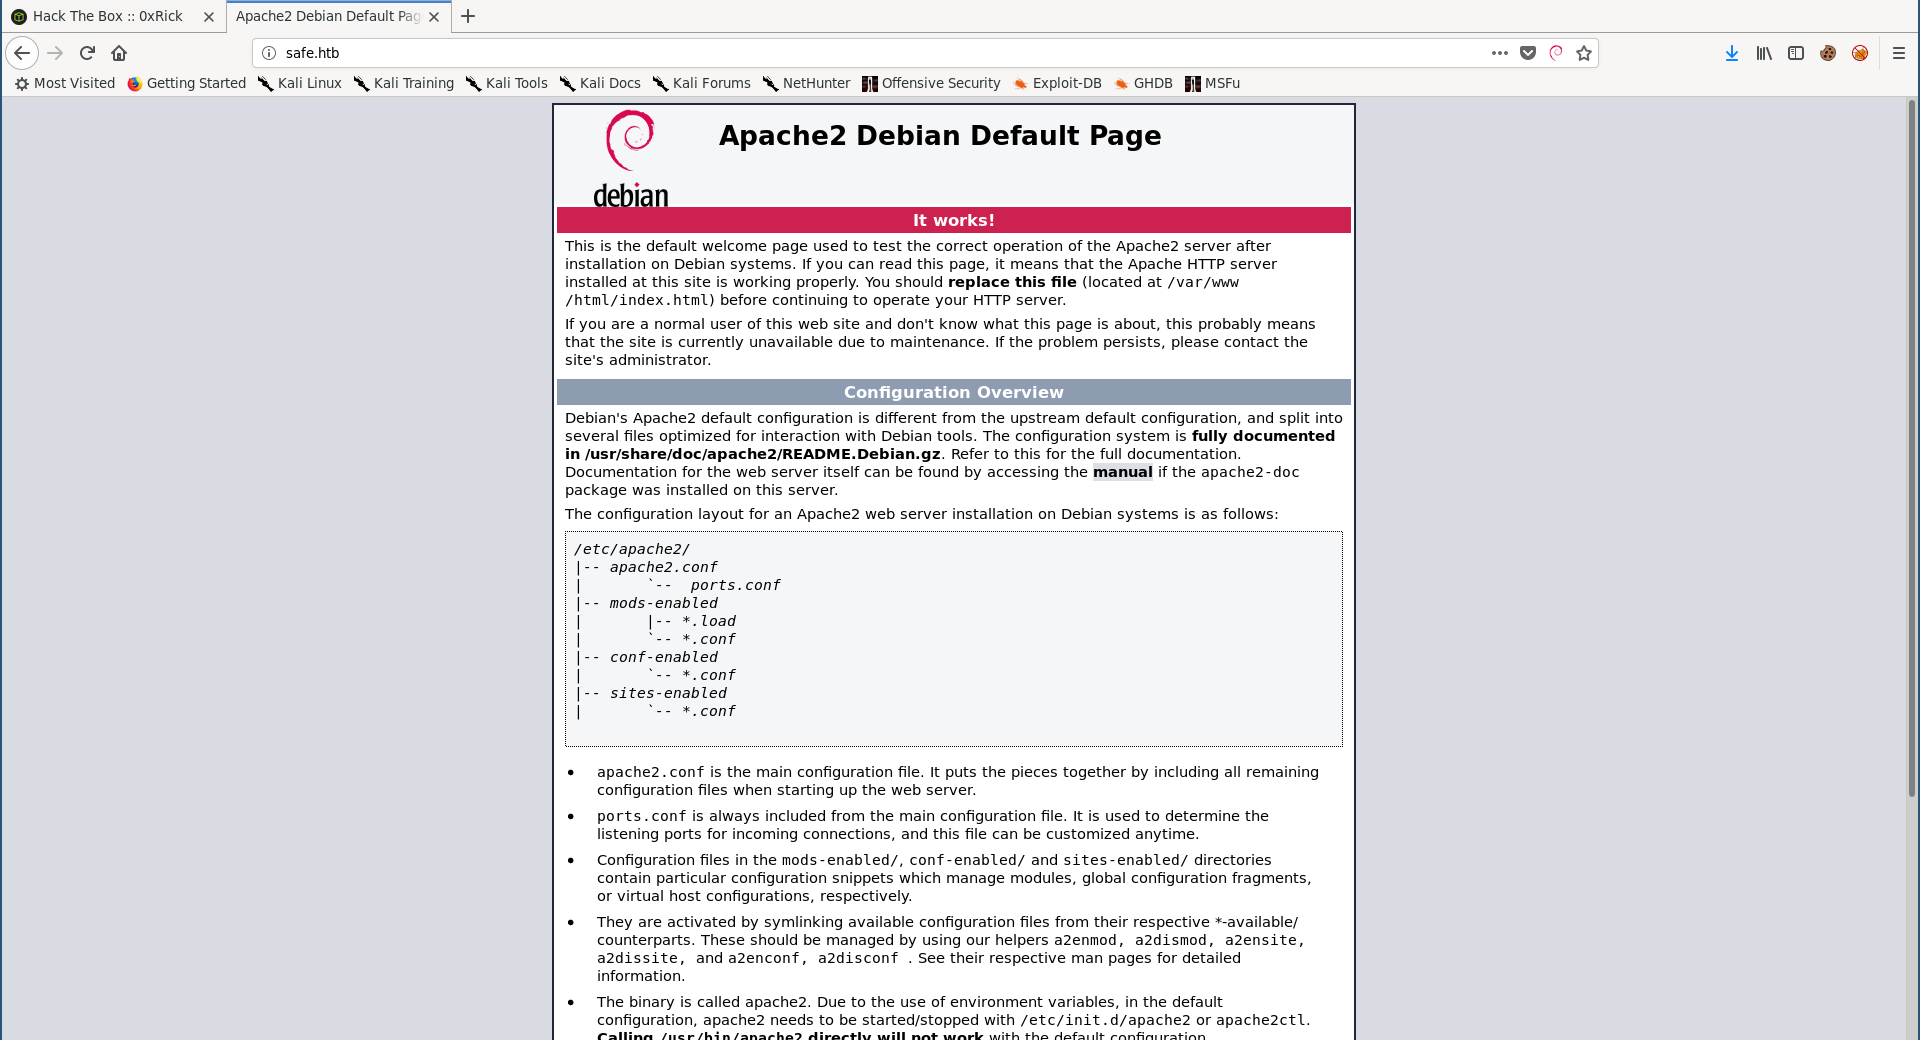 Hack The Box :: 0xRick
Apache2 Debian Default Pag
safe.htb
Most Visited Getting Started Kali Linux Kali Training Kali Tools Kali Docs Kali Forums NetHunter Offensive Security Exploit-DB GHDB MSFu
debian
Apache2 Debian Default Page
It works!
This is the default welcome page used to test the correct operation of the Apache2 server after
installation on Debian systems. If you can read this page, it means that the Apache HTTP server
installed at this site is working properly. You should replace this file (located at /var/www
/html/index.html) before continuing to operate your HTTP server.
If you are a normal user of this web site and don't know what this page is about, this probably means
that the site is currently unavailable due to maintenance. If the problem persists, please contact the
site's administrator.
Configuration Overview
Debian's Apache2 default configuration is different from the upstream default configuration, and split into
several files optimized for interaction with Debian tools. The configuration system is fully documented
in /usr/share/doc/apache2/README.Debian.gz. Refer to this for the full documentation.
Documentation for the web server itself can be found by accessing the manual if the apache2-doc
package was installed on this server.
The configuration layout for an Apache2 web server installation on Debian systems is as follows:
/etc/apache2/
|-- apache2.conf
|       `--  ports.conf
|-- mods-enabled
|       |-- *.load
|       `-- *.conf
|-- conf-enabled
|       `-- *.conf
|-- sites-enabled
|       `-- *.conf
• apache2.conf is the main configuration file. It puts the pieces together by including all remaining
configuration files when starting up the web server.
• ports.conf is always included from the main configuration file. It is used to determine the
listening ports for incoming connections, and this file can be customized anytime.
• Configuration files in the mods-enabled/, conf-enabled/ and sites-enabled/ directories
contain particular configuration snippets which manage modules, global configuration fragments,
or virtual host configurations, respectively.
• They are activated by symlinking available configuration files from their respective *-available/
counterparts. These should be managed by using our helpers a2enmod, a2dismod, a2ensite,
a2dissite, and a2enconf, a2disconf . See their respective man pages for detailed
information.
• The binary is called apache2. Due to the use of environment variables, in the default
configuration, apache2 needs to be started/stopped with /etc/init.d/apache2 or apache2ctl.
Calling /usr/bin/apache2 directly will not work with the default configuration.